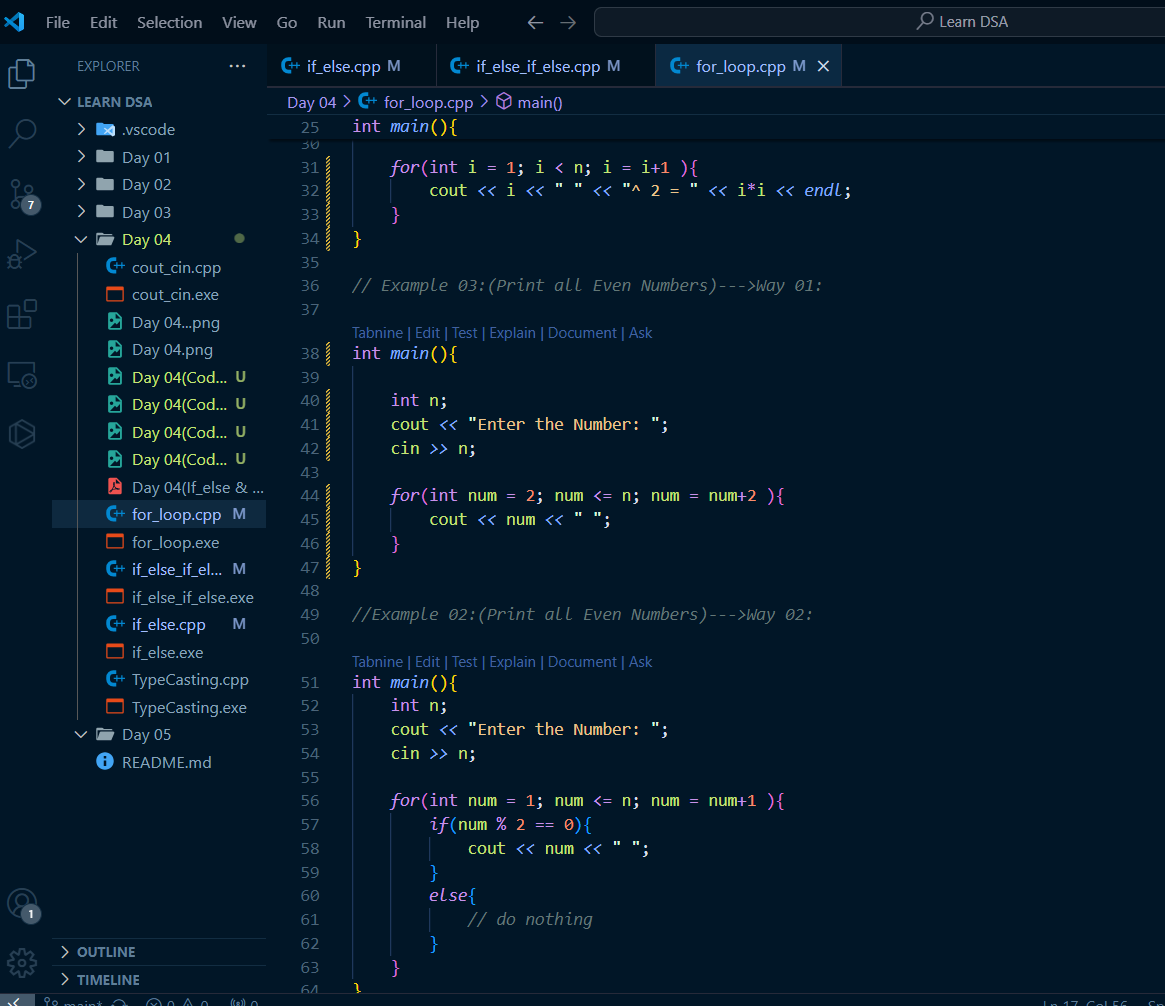 File Edit Selection View Go Run Terminal Help
Learn DSA
EXPLORER
LEARN DSA
.vscode
Day 01
Day 02
Day 03
Day 04
cout_cin.cpp
cout_cin.exe
Day 04...png
Day 04.png
Day 04(Cod... U
Day 04(Cod... U
Day 04(Cod... U
Day 04(Cod... U
Day 04(If_else & ...
for_loop.cpp M
for_loop.exe
if_else_if_el... M
if_else_if_else.exe
if_else.cpp M
if_else.exe
TypeCasting.cpp
TypeCasting.exe
Day 05
README.md
OUTLINE
TIMELINE
7
1
if_else.cpp M
if_else_if_else.cpp M
for_loop.cpp M
Day 04 > for_loop.cpp > main()
25 int main(){
30
31 for(int i = 1; i < n; i = i+1 ){
32 cout << i << " " << "^ 2 = " << i*i << endl;
33 }
34 }
35
36 // Example 03:(Print all Even Numbers)--->Way 01:
37
Tabnine | Edit | Test | Explain | Document | Ask
38 int main(){
39
40 int n;
41 cout << "Enter the Number: ";
42 cin >> n;
43
44 for(int num = 2; num <= n; num = num+2 ){
45 cout << num << " ";
46 }
47 }
48
49 //Example 02:(Print all Even Numbers)--->Way 02:
50
Tabnine | Edit | Test | Explain | Document | Ask
51 int main(){
52 int n;
53 cout << "Enter the Number: ";
54 cin >> n;
55
56 for(int num = 1; num <= n; num = num+1 ){
57 if(num % 2 == 0){
58 cout << num << " ";
59 }
60 else{
61 // do nothing
62 }
63 }
64 }
main* 0 0 0
Ln 17, Col 56